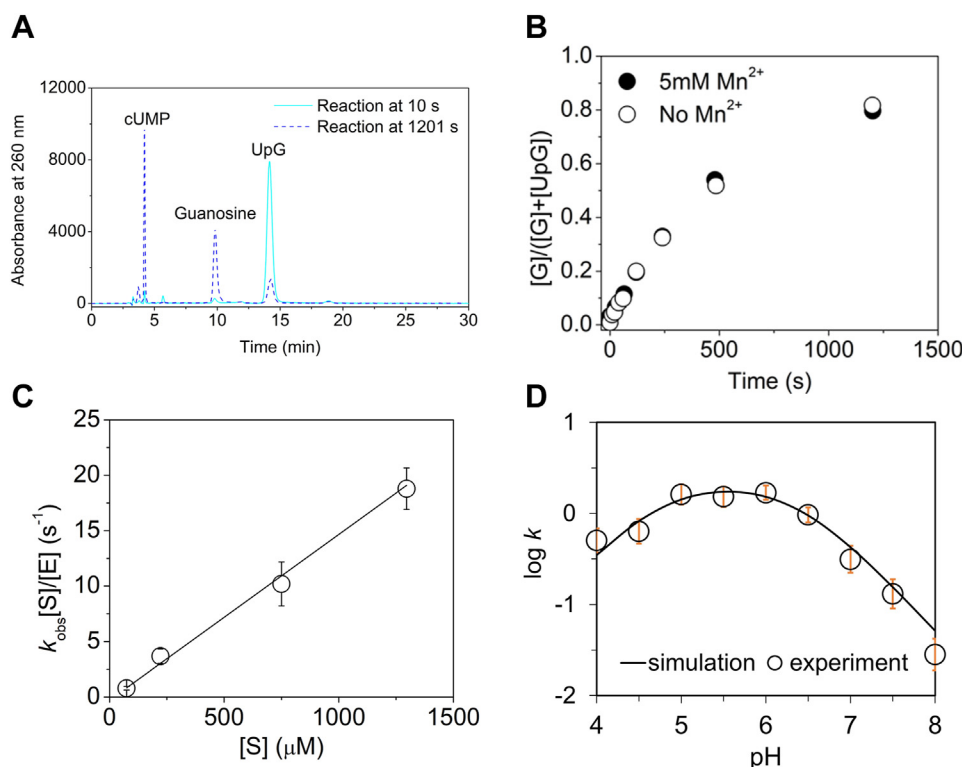 A
12000
8000
4000
0
0
5
10
15
20
25
30
Absorbance at 260 nm
Time (min)
cUMP
Guanosine
UpG
Reaction at 10 s
Reaction at 1201 s
B
1.0
0.8
0.6
0.4
0.2
0.0
0
500
1000
1500
[G]/([G]+[UpG])
Time (s)
5mM Mn²⁺
No Mn²⁺
C
25
20
15
10
5
0
0
500
1000
1500
k_obs[S]/[E] (s⁻¹)
[S] (μM)
D
1
0
-1
-2
4
5
6
7
8
log k
pH
simulation
experiment